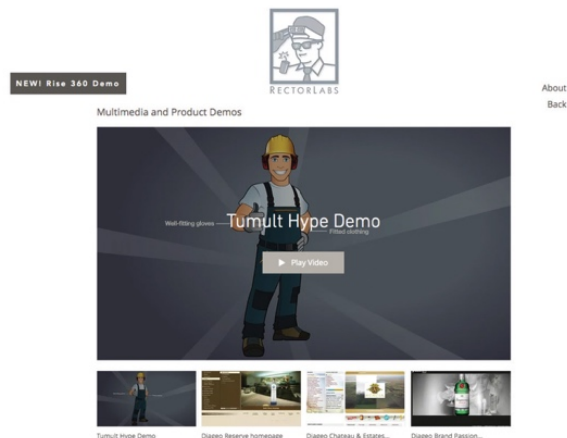 RECTORLABS
NEW! Rise 360 Demo
About
Back
Multimedia and Product Demos
Well-fitting gloves
Tumult Hype Demo
Fitted clothing
Play Video
Tumult Hype Demo
Diageo Reserve homepage
Diageo Chateau & Estates...
Diageo Brand Passion...